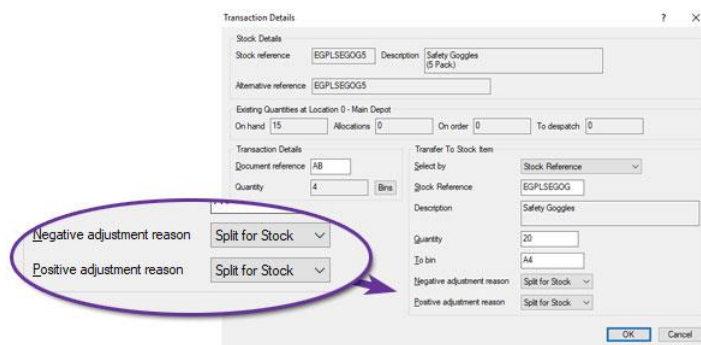 Transaction Details ? X
Stock Details
Stock reference EGPLSEGOG5 Description Safety Goggles
(5 Pack)
Alternative reference EGPLSEGOG5
Existing Quantities at Location 0 - Main Depot
On hand 15 Allocations 0 On order 0 To despatch 0
Transaction Details Transfer To Stock Item
Document reference AB Select by Stock Reference
Quantity 4 Bins Stock Reference EGPLSEGOG
Description Safety Goggles
Quantity 20
To bin A4
Negative adjustment reason Split for Stock
Positive adjustment reason Split for Stock
OK Cancel
Negative adjustment reason Split for Stock
Positive adjustment reason Split for Stock